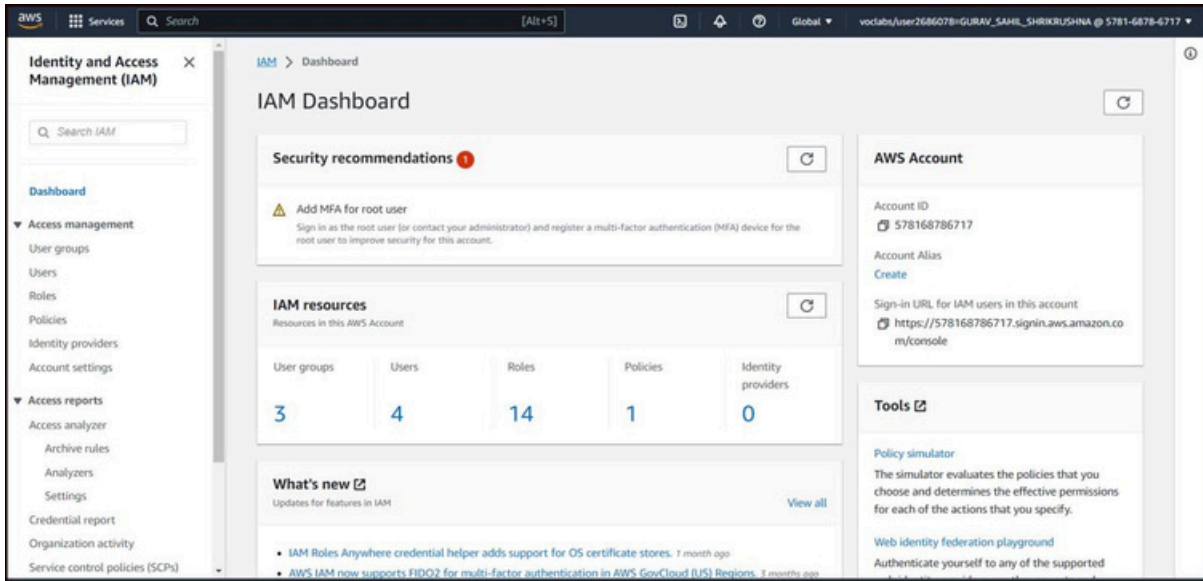 aws
Services
Search
[Alt+S]
Global
voclabs/user2686078=GURAV_SAHIL_SHRIKRUSHNA @ 5781-6878-6717
Identity and Access
Management (IAM)
Search IAM
Dashboard
Access management
User groups
Users
Roles
Policies
Identity providers
Account settings
Access reports
Access analyzer
Archive rules
Analyzers
Settings
Credential report
Organization activity
Service control policies (SCPs)
IAM > Dashboard
IAM Dashboard
Security recommendations 1
Add MFA for root user
Sign in as the root user (or contact your administrator) and register a multi-factor authentication (MFA) device for the
root user to improve security for this account.
IAM resources
Resources in this AWS Account
User groups
Users
Roles
Policies
Identity
providers
3
4
14
1
0
What's new
Updates for features in IAM
View all
IAM Roles Anywhere credential helper adds support for OS certificate stores. 1 month ago
AWS IAM now supports FIDO2 for multi-factor authentication in AWS GovCloud (US) Regions. 3 months ago
AWS Account
Account ID
578168786717
Account Alias
Create
Sign-in URL for IAM users in this account
https://578168786717.signin.aws.amazon.co
m/console
Tools
Policy simulator
The simulator evaluates the policies that you
choose and determines the effective permissions
for each of the actions that you specify.
Web identity federation playground
Authenticate yourself to any of the supported